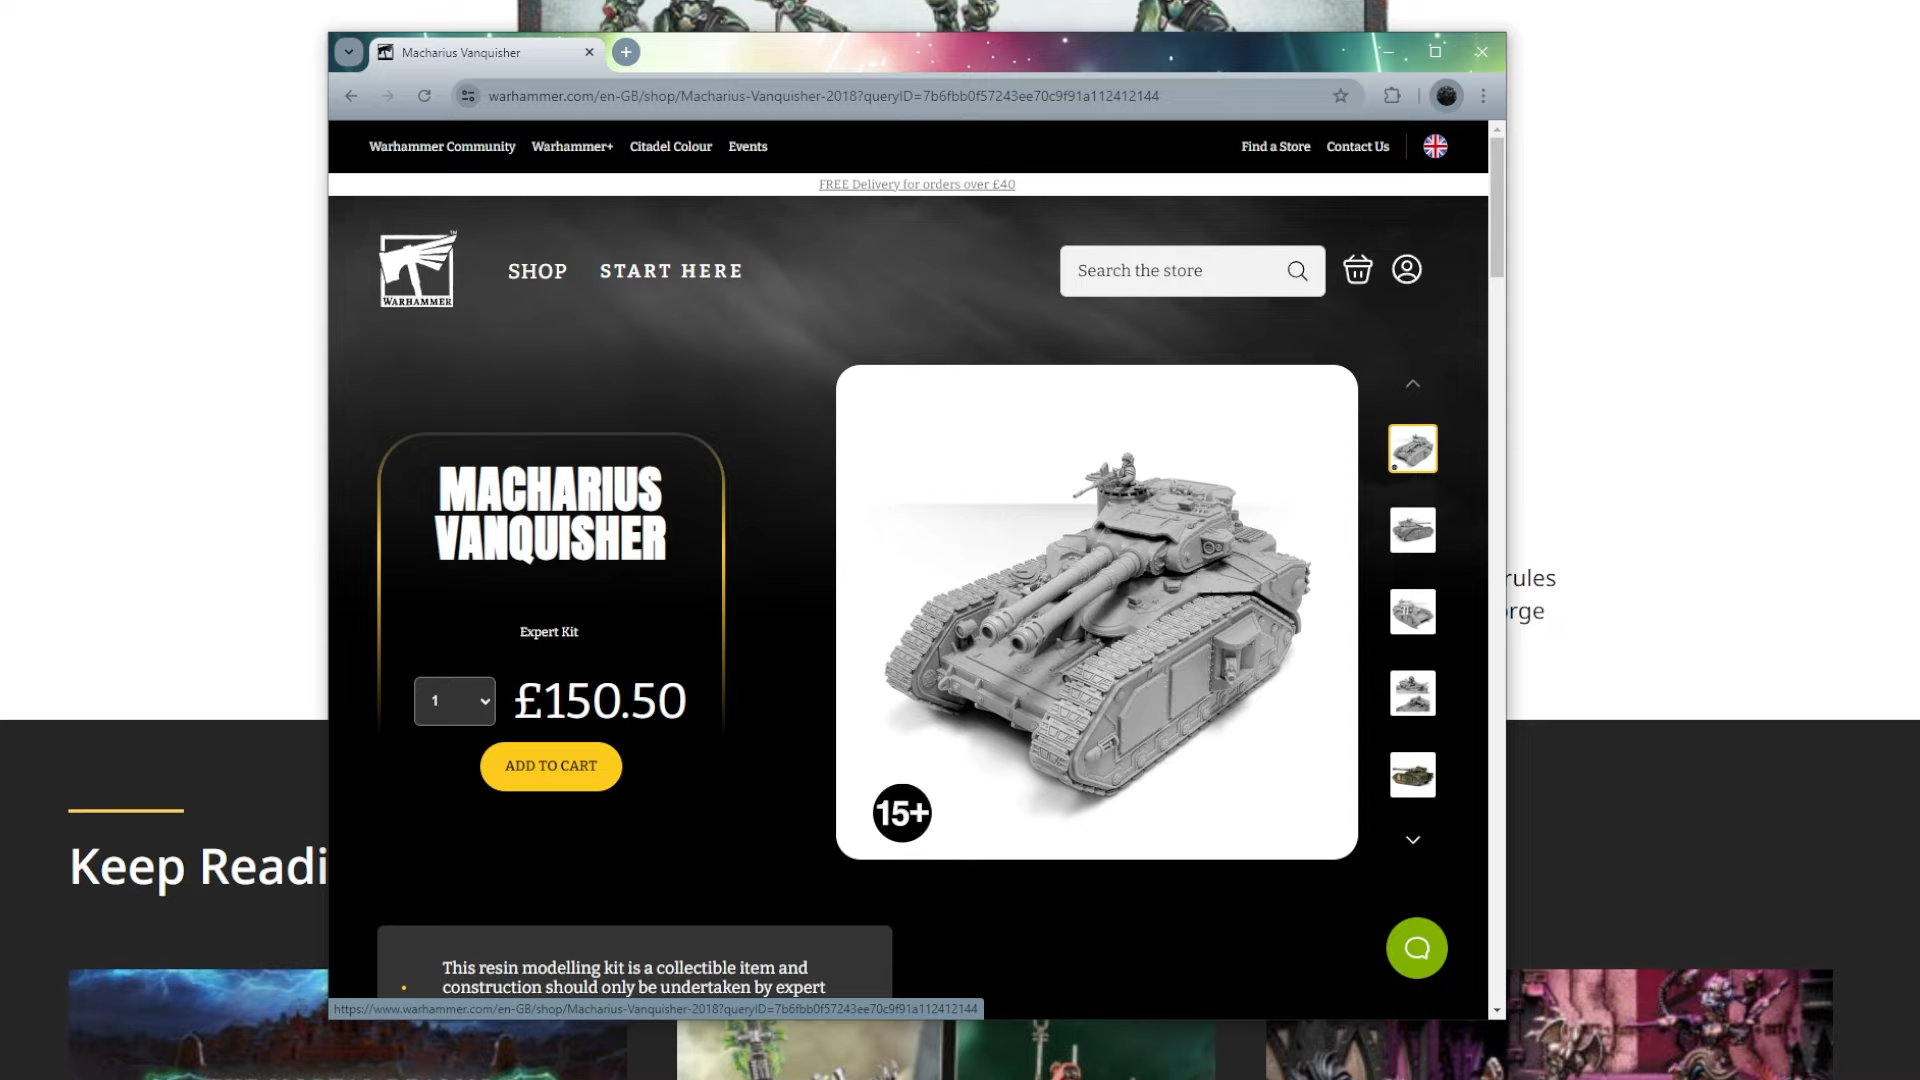 Macharius Vanquisher
warhammer.com/en-GB/shop/Macharius-Vanquisher-2018?queryID=7b6fbb0f57243ee70c9f91a112412144
Warhammer Community Warhammer+ Citadel Colour Events Find a Store Contact Us
FREE Delivery for orders over £40
WARHAMMER
TM
SHOP START HERE
Search the store
MACHARIUS
VANQUISHER
Expert Kit
1 £150.50
ADD TO CART
15+
rules
orge
Keep Readi
This resin modelling kit is a collectible item and
construction should only be undertaken by expert
https://www.warhammer.com/en-GB/shop/Macharius-Vanquisher-2018?queryID=7b6fbb0f57243ee70c9f91a112412144